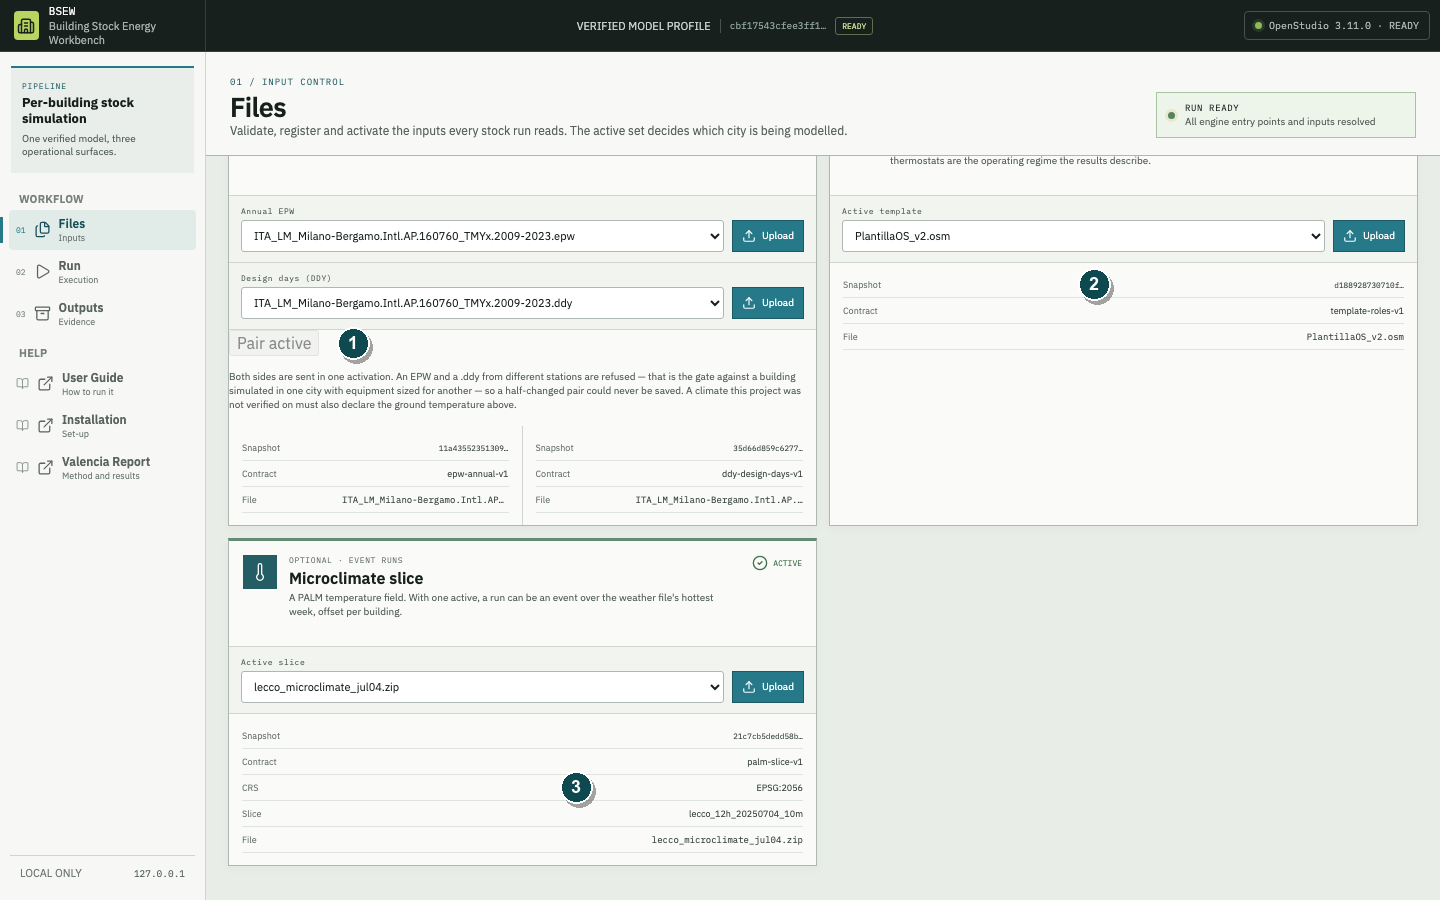 BSEW
Building Stock Energy
Workbench
VERIFIED MODEL PROFILE
cbf17543cfee3ff1…
READY
OpenStudio 3.11.0 · READY
PIPELINE
Per-building stock
simulation
One verified model, three
operational surfaces.
WORKFLOW
01
Files
Inputs
02
Run
Execution
03
Outputs
Evidence
HELP
User Guide
How to run it
Installation
Set-up
Valencia Report
Method and results
LOCAL ONLY
127.0.0.1
01 / INPUT CONTROL
Files
Validate, register and activate the inputs every stock run reads. The active set decides which city is being modelled.
RUN READY
All engine entry points and inputs resolved
Annual EPW
ITA_LM_Milano-Bergamo.Intl.AP.160760_TMYx.2009-2023.epw
Upload
Design days (DDY)
ITA_LM_Milano-Bergamo.Intl.AP.160760_TMYx.2009-2023.ddy
Upload
Pair active
1
Both sides are sent in one activation. An EPW and a .ddy from different stations are refused — that is the gate against a building
simulated in one city with equipment sized for another — so a half-changed pair could never be saved. A climate this project was
not verified on must also declare the ground temperature above.
Snapshot
11a43552351309…
Contract
epw-annual-v1
File
ITA_LM_Milano-Bergamo.Intl.AP…
Snapshot
35d66d859c6277…
Contract
ddy-design-days-v1
File
ITA_LM_Milano-Bergamo.Intl.AP.…
thermostats are the operating regime the results describe.
Active template
PlantillaOS_v2.osm
Upload
2
Snapshot
d188928730710f…
Contract
template-roles-v1
File
PlantillaOS_v2.osm
OPTIONAL · EVENT RUNS
Microclimate slice
A PALM temperature field. With one active, a run can be an event over the weather file's hottest
week, offset per building.
ACTIVE
Active slice
lecco_microclimate_jul04.zip
Upload
Snapshot
21c7cb5dedd58b…
Contract
palm-slice-v1
CRS
3
EPSG:2056
Slice
lecco_12h_20250704_10m
File
lecco_microclimate_jul04.zip